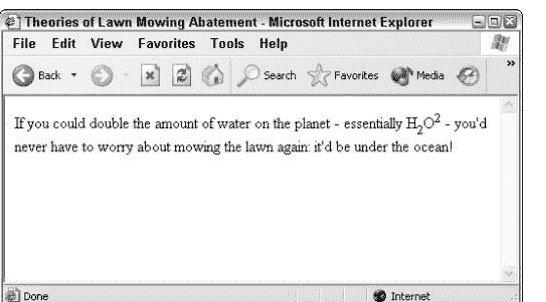 Theories of Lawn Mowing Abatement - Microsoft Internet Explorer
File Edit View Favorites Tools Help
Back Search Favorites Media »
If you could double the amount of water on the planet - essentially H₂O² - you'd
never have to worry about mowing the lawn again: it'd be under the ocean!
Done Internet